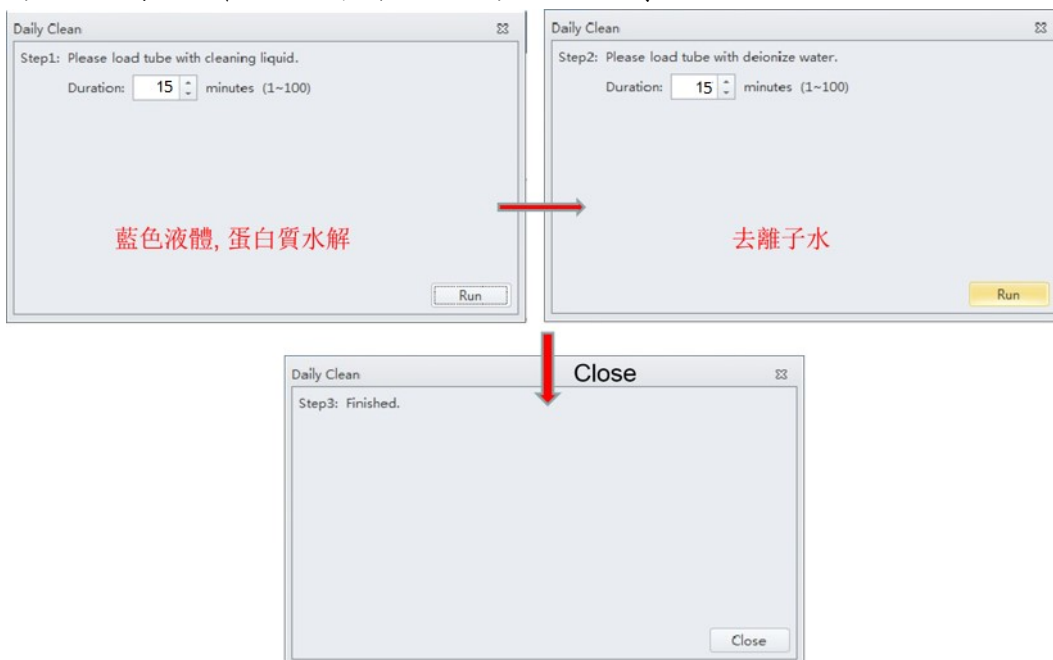 Daily Clean
Step1: Please load tube with cleaning liquid.
Duration: 15 minutes (1~100)
藍色液體, 蛋白質水解
Run
Daily Clean
Step2: Please load tube with deionize water.
Duration: 15 minutes (1~100)
去離子水
Run
Close
Daily Clean
Step3: Finished.
Close